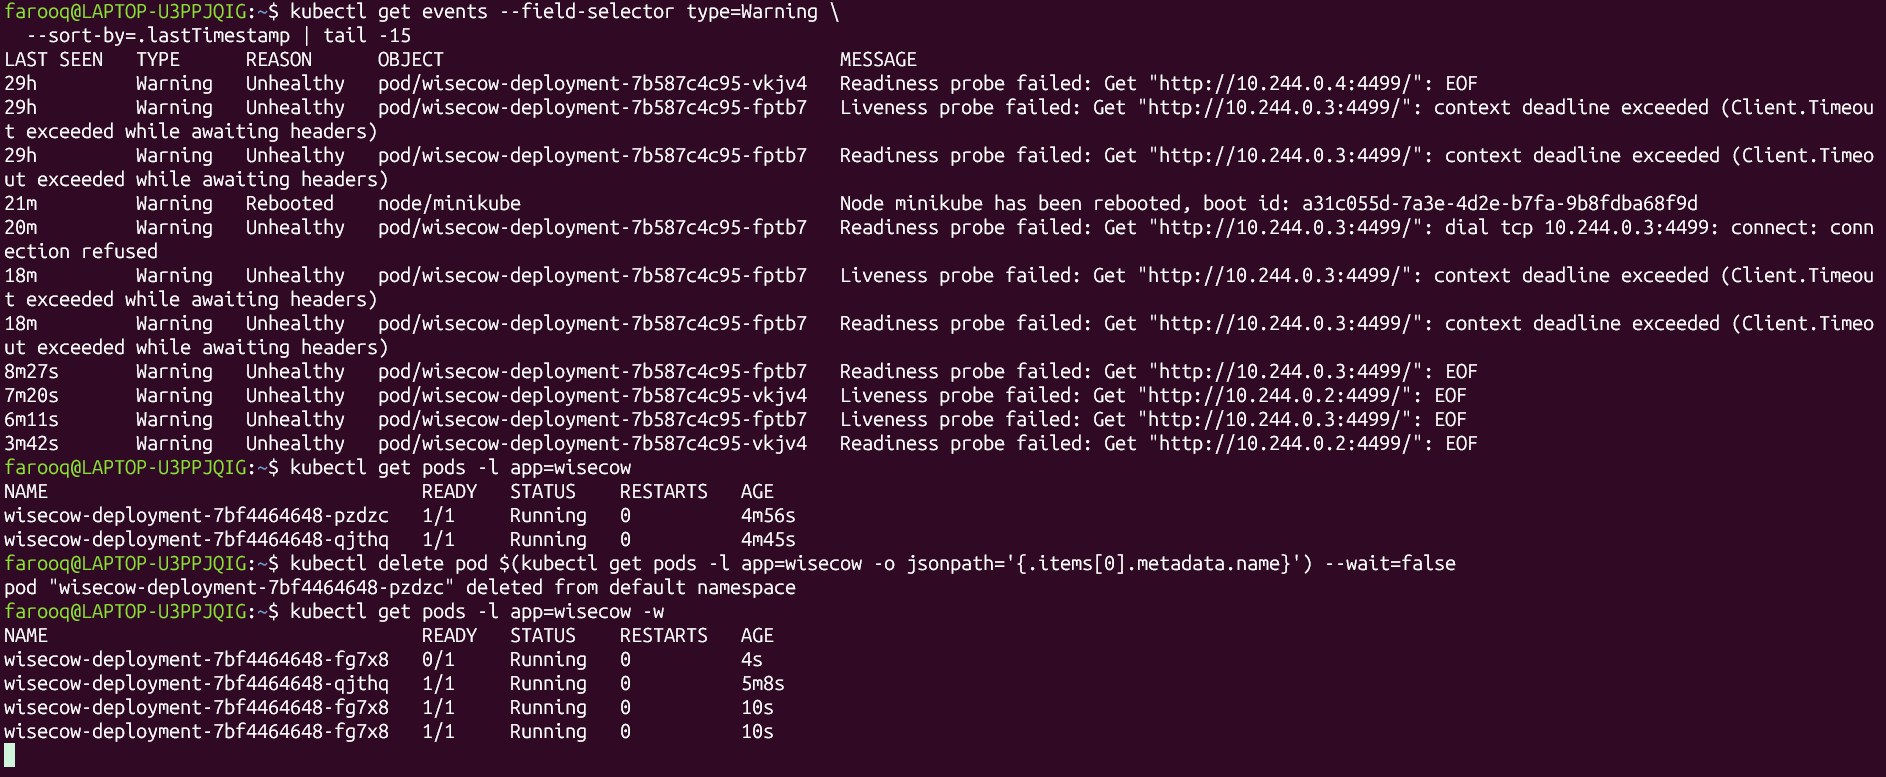 farooq@LAPTOP-U3PPJQIG:~$ kubectl get events --field-selector type=Warning \
  --sort-by=.lastTimestamp | tail -15
LAST SEEN   TYPE      REASON      OBJECT                                    MESSAGE
29h         Warning   Unhealthy   pod/wisecow-deployment-7b587c4c95-vkjv4   Readiness probe failed: Get "http://10.244.0.4:4499/": EOF
29h         Warning   Unhealthy   pod/wisecow-deployment-7b587c4c95-fptb7   Liveness probe failed: Get "http://10.244.0.3:4499/": context deadline exceeded (Client.Timeou
t exceeded while awaiting headers)
29h         Warning   Unhealthy   pod/wisecow-deployment-7b587c4c95-fptb7   Readiness probe failed: Get "http://10.244.0.3:4499/": context deadline exceeded (Client.Timeo
ut exceeded while awaiting headers)
21m         Warning   Rebooted    node/minikube                             Node minikube has been rebooted, boot id: a31c055d-7a3e-4d2e-b7fa-9b8fdba68f9d
20m         Warning   Unhealthy   pod/wisecow-deployment-7b587c4c95-fptb7   Readiness probe failed: Get "http://10.244.0.3:4499/": dial tcp 10.244.0.3:4499: connect: conn
ection refused
18m         Warning   Unhealthy   pod/wisecow-deployment-7b587c4c95-fptb7   Liveness probe failed: Get "http://10.244.0.3:4499/": context deadline exceeded (Client.Timeou
t exceeded while awaiting headers)
18m         Warning   Unhealthy   pod/wisecow-deployment-7b587c4c95-fptb7   Readiness probe failed: Get "http://10.244.0.3:4499/": context deadline exceeded (Client.Timeo
ut exceeded while awaiting headers)
8m27s       Warning   Unhealthy   pod/wisecow-deployment-7b587c4c95-fptb7   Readiness probe failed: Get "http://10.244.0.3:4499/": EOF
7m20s       Warning   Unhealthy   pod/wisecow-deployment-7b587c4c95-vkjv4   Liveness probe failed: Get "http://10.244.0.2:4499/": EOF
6m11s       Warning   Unhealthy   pod/wisecow-deployment-7b587c4c95-fptb7   Liveness probe failed: Get "http://10.244.0.3:4499/": EOF
3m42s       Warning   Unhealthy   pod/wisecow-deployment-7b587c4c95-vkjv4   Readiness probe failed: Get "http://10.244.0.2:4499/": EOF
farooq@LAPTOP-U3PPJQIG:~$ kubectl get pods -l app=wisecow
NAME                                  READY   STATUS    RESTARTS   AGE
wisecow-deployment-7bf4464648-pzdzc   1/1     Running   0          4m56s
wisecow-deployment-7bf4464648-qjthq   1/1     Running   0          4m45s
farooq@LAPTOP-U3PPJQIG:~$ kubectl delete pod $(kubectl get pods -l app=wisecow -o jsonpath='{.items[0].metadata.name}') --wait=false
pod "wisecow-deployment-7bf4464648-pzdzc" deleted from default namespace
farooq@LAPTOP-U3PPJQIG:~$ kubectl get pods -l app=wisecow -w
NAME                                  READY   STATUS    RESTARTS   AGE
wisecow-deployment-7bf4464648-fg7x8   0/1     Running   0          4s
wisecow-deployment-7bf4464648-qjthq   1/1     Running   0          5m8s
wisecow-deployment-7bf4464648-fg7x8   1/1     Running   0          10s
wisecow-deployment-7bf4464648-fg7x8   1/1     Running   0          10s